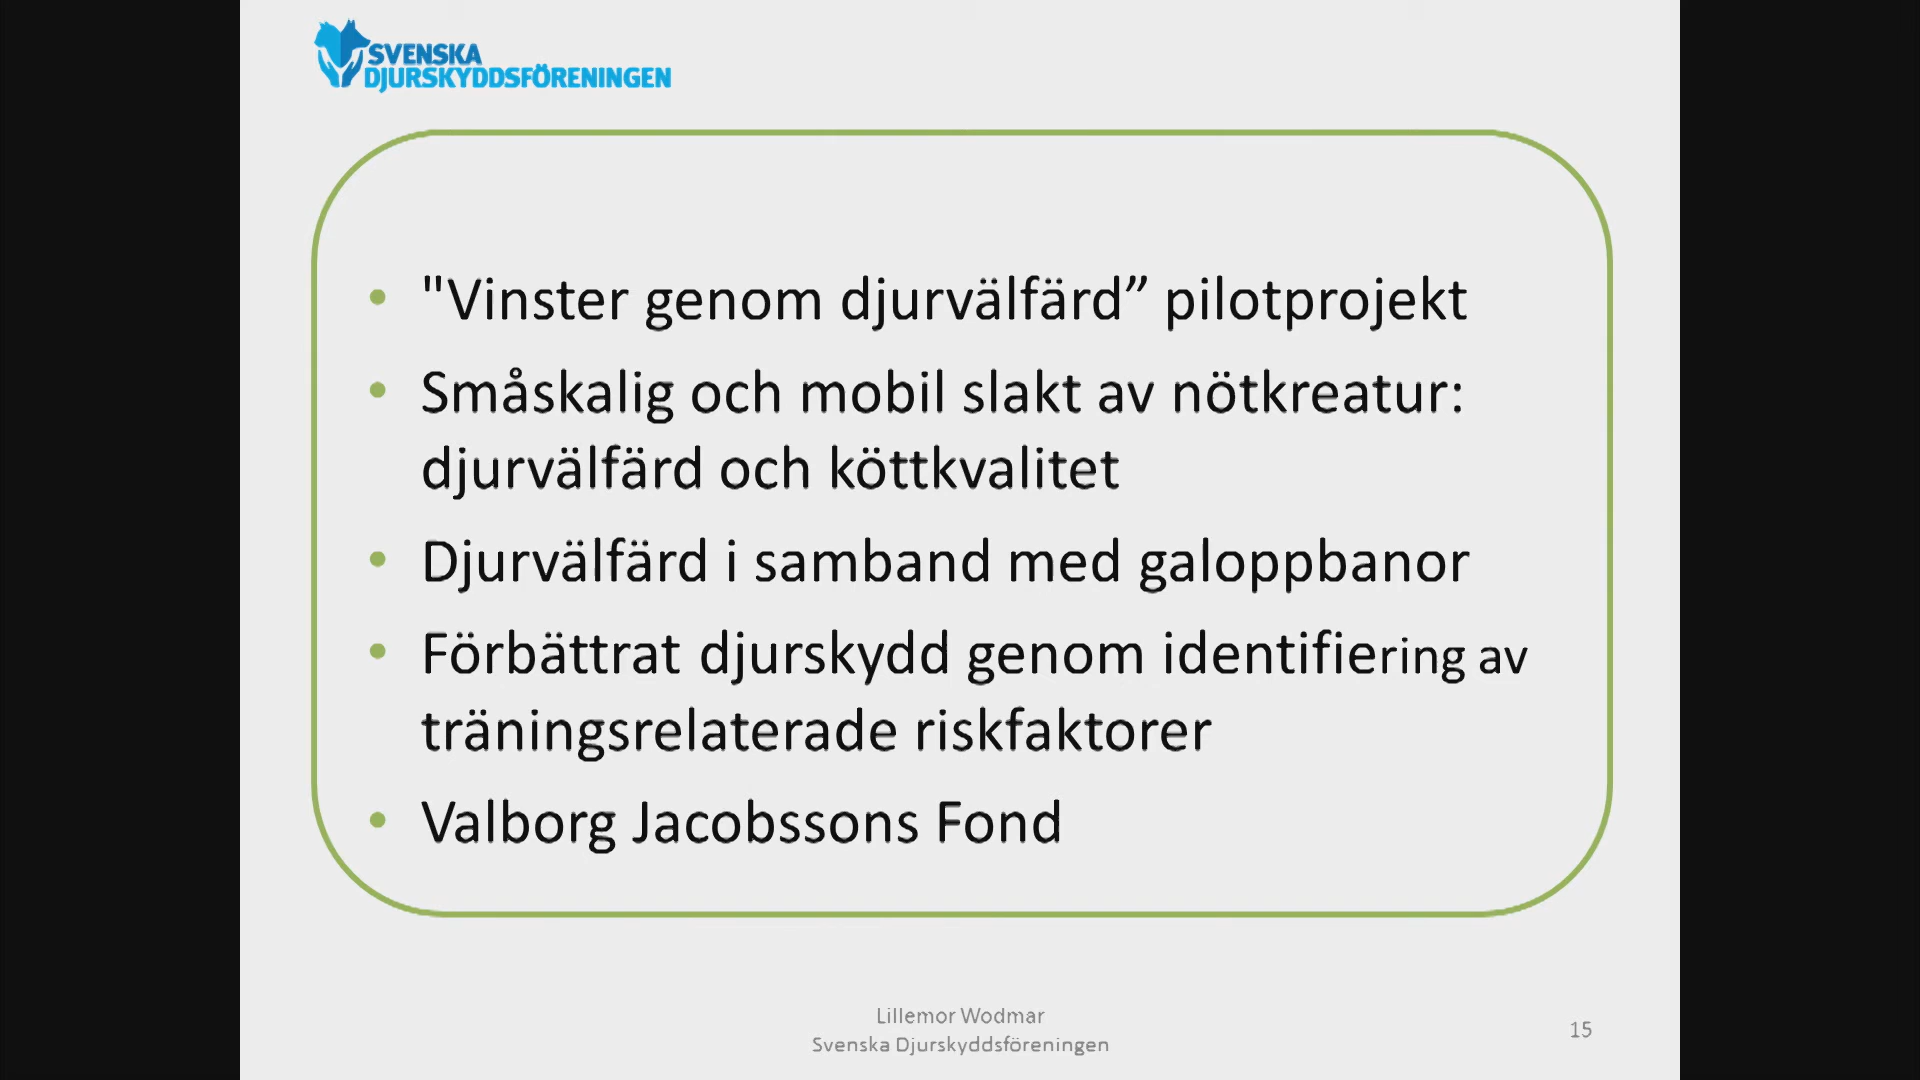 SVENSKA
DJURSKYDDSFÖRENINGEN
• "Vinster genom djurvälfärd” pilotprojekt
• Småskalig och mobil slakt av nötkreatur:
djurvälfärd och köttkvalitet
• Djurvälfärd i samband med galoppbanor
• Förbättrat djurskydd genom identifiering av
träningsrelaterade riskfaktorer
• Valborg Jacobssons Fond
Lillemor Wodmar
Svenska Djurskyddsföreningen
15